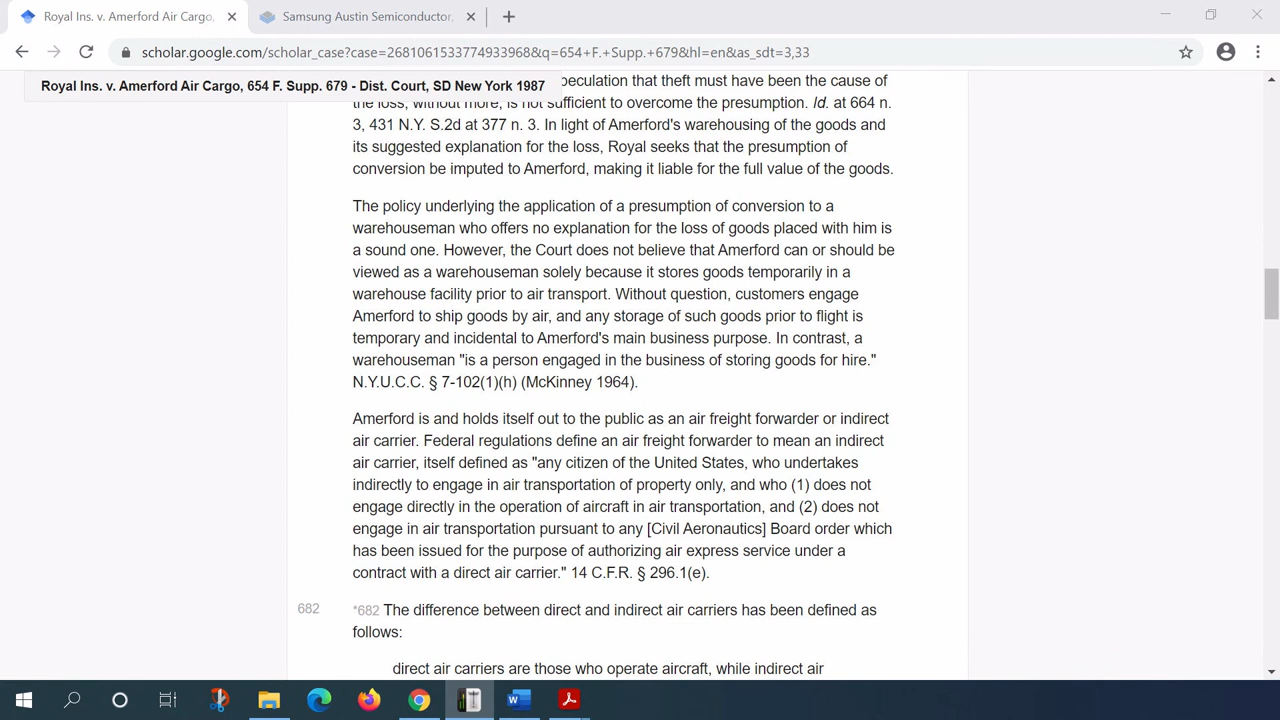 Royal Ins. v. Amerford Air Cargo,
Samsung Austin Semiconductor,
scholar.google.com/scholar_case?case=2681061533774933968&q=654+F.+Supp.+679&hl=en&as_sdt=3,33
Royal Ins. v. Amerford Air Cargo, 654 F. Supp. 679 - Dist. Court, SD New York 1987
peculation that theft must have been the cause of
the loss, without more, is not sufficient to overcome the presumption. Id. at 664 n.
3, 431 N.Y. S.2d at 377 n. 3. In light of Amerford's warehousing of the goods and
its suggested explanation for the loss, Royal seeks that the presumption of
conversion be imputed to Amerford, making it liable for the full value of the goods.
The policy underlying the application of a presumption of conversion to a
warehouseman who offers no explanation for the loss of goods placed with him is
a sound one. However, the Court does not believe that Amerford can or should be
viewed as a warehouseman solely because it stores goods temporarily in a
warehouse facility prior to air transport. Without question, customers engage
Amerford to ship goods by air, and any storage of such goods prior to flight is
temporary and incidental to Amerford's main business purpose. In contrast, a
warehouseman "is a person engaged in the business of storing goods for hire."
N.Y.U.C.C. § 7-102(1)(h) (McKinney 1964).
Amerford is and holds itself out to the public as an air freight forwarder or indirect
air carrier. Federal regulations define an air freight forwarder to mean an indirect
air carrier, itself defined as "any citizen of the United States, who undertakes
indirectly to engage in air transportation of property only, and who (1) does not
engage directly in the operation of aircraft in air transportation, and (2) does not
engage in air transportation pursuant to any [Civil Aeronautics] Board order which
has been issued for the purpose of authorizing air express service under a
contract with a direct air carrier." 14 C.F.R. § 296.1(e).
682 *682 The difference between direct and indirect air carriers has been defined as
follows:
direct air carriers are those who operate aircraft, while indirect air